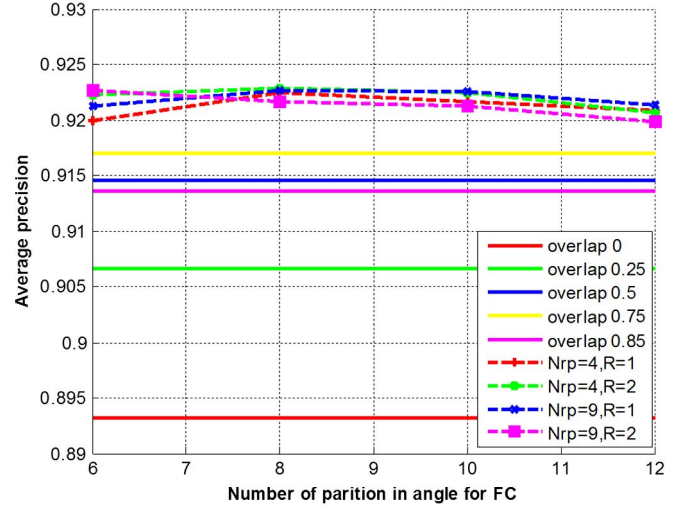 0.93
0.925
0.92
0.915
0.91
0.905
0.9
0.895
0.89
Average precision
overlap 0
overlap 0.25
overlap 0.5
overlap 0.75
overlap 0.85
Nrp=4,R=1
Nrp=4,R=2
Nrp=9,R=1
Nrp=9,R=2
6 7 8 9 10 11 12
Number of parition in angle for FC